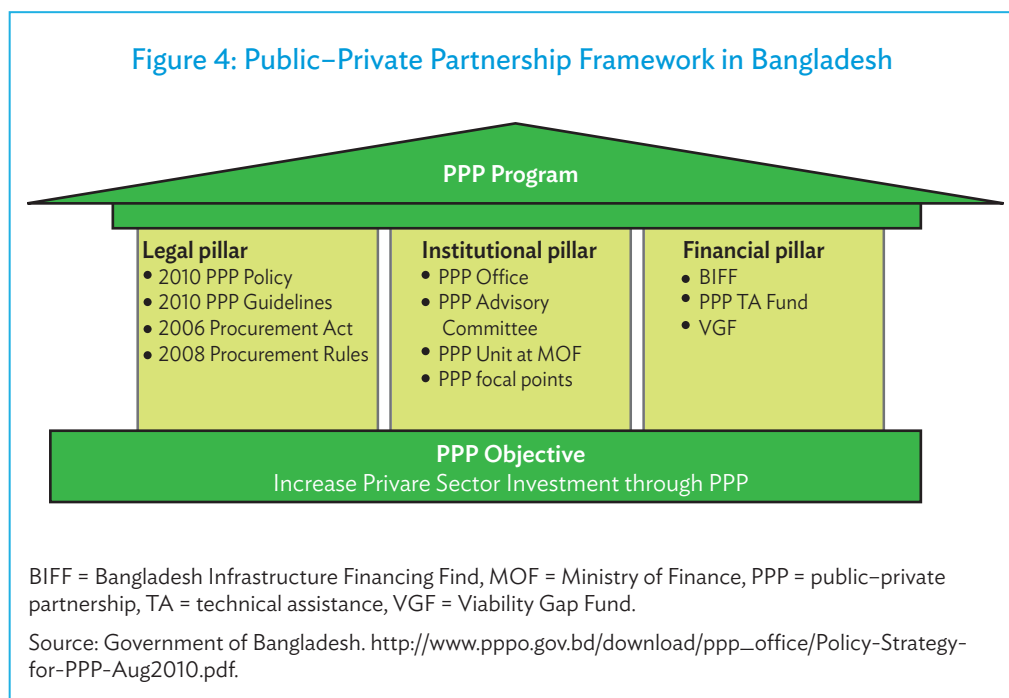 Figure 4: Public–Private Partnership Framework in Bangladesh
PPP Program
Legal pillar
• 2010 PPP Policy
• 2010 PPP Guidelines
• 2006 Procurement Act
• 2008 Procurement Rules
Institutional pillar
• PPP Office
• PPP Advisory
Committee
• PPP Unit at MOF
• PPP focal points
Financial pillar
• BIFF
• PPP TA Fund
• VGF
PPP Objective
Increase Privare Sector Investment through PPP
BIFF = Bangladesh Infrastructure Financing Find, MOF = Ministry of Finance, PPP = public–private
partnership, TA = technical assistance, VGF = Viability Gap Fund.
Source: Government of Bangladesh. http://www.pppo.gov.bd/download/ppp_office/Policy-Strategy-
for-PPP-Aug2010.pdf.